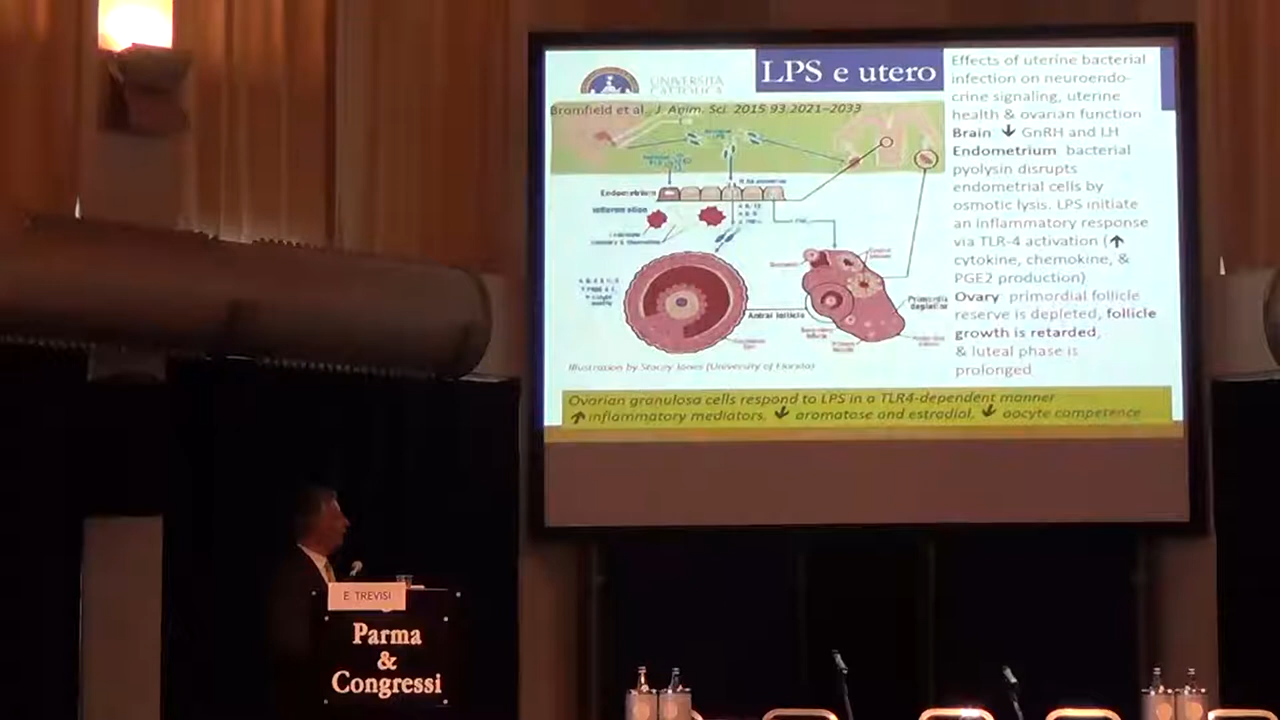 UNIVERSITÀ
CATTOLICA
LPS e utero
Bromfield et al., J. Anim. Sci. 2015 93:2021–2033
Endometrium
Inflammation
Antral follicle
Primordial
depletion
Illustration by Stacey Jones (University of Florida)
Effects of uterine bacterial
infection on neuroendo-
crine signaling, uterine
health & ovarian function
Brain ↓ GnRH and LH
Endometrium bacterial
pyolysin disrupts
endometrial cells by
osmotic lysis. LPS initiate
an inflammatory response
via TLR-4 activation (↑
cytokine, chemokine, &
PGE2 production)
Ovary primordial follicle
reserve is depleted, follicle
growth is retarded,
& luteal phase is
prolonged
Ovarian granulosa cells respond to LPS in a TLR4-dependent manner
↑ inflammatory mediators, ↓ aromatase and estradiol, ↓ oocyte competence
E. TREVISI
Parma
&
Congressi